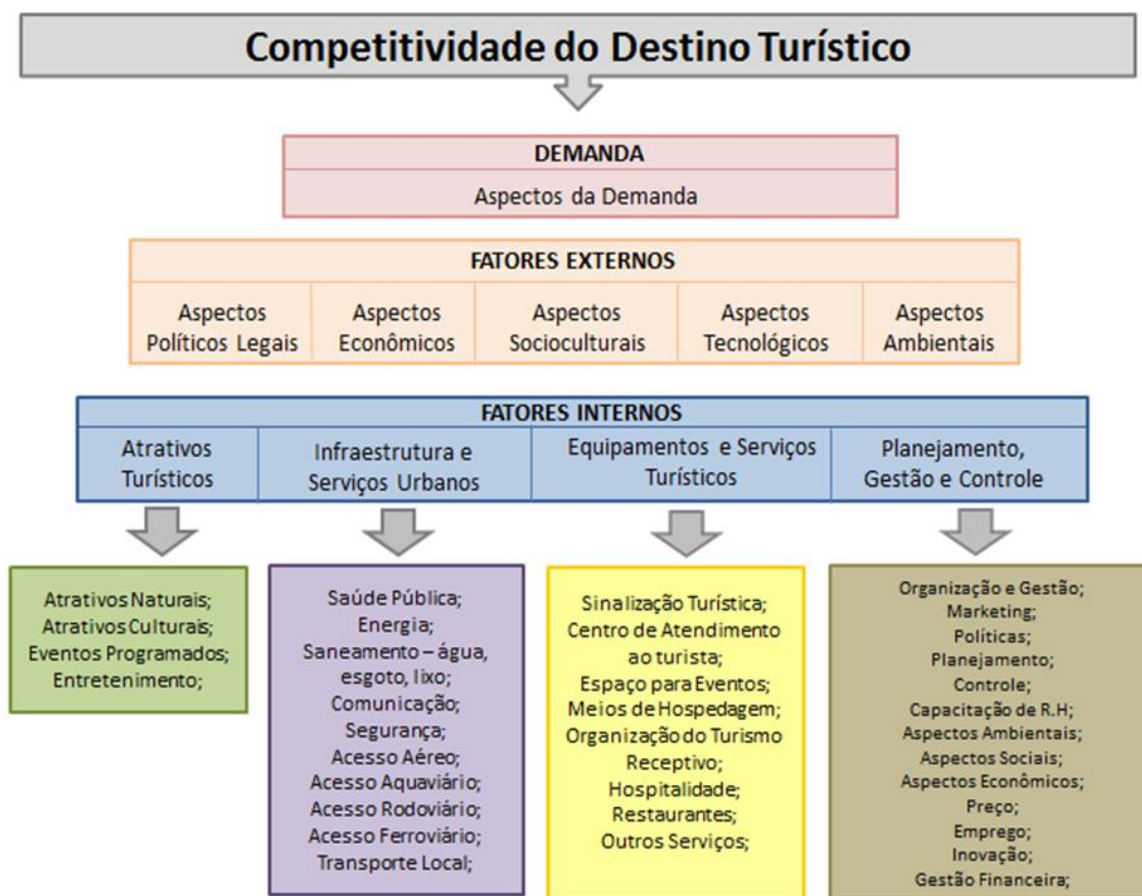 Competitividade do Destino Turístico
DEMANDA
Aspectos da Demanda
FATORES EXTERNOS
Aspectos
Políticos Legais
Aspectos
Econômicos
Aspectos
Socioculturais
Aspectos
Tecnológicos
Aspectos
Ambientais
FATORES INTERNOS
Atrativos
Turísticos
Infraestrutura e
Serviços Urbanos
Equipamentos e Serviços
Turísticos
Planejamento,
Gestão e Controle
Atrativos Naturais;
Atrativos Culturais;
Eventos Programados;
Entretenimento;
Saúde Pública;
Energia;
Saneamento – água,
esgoto, lixo;
Comunicação;
Segurança;
Acesso Aéreo;
Acesso Aquaviário;
Acesso Rodoviário;
Acesso Ferroviário;
Transporte Local;
Sinalização Turística;
Centro de Atendimento
ao turista;
Espaço para Eventos;
Meios de Hospedagem;
Organização do Turismo
Receptivo;
Hospitalidade;
Restaurantes;
Outros Serviços;
Organização e Gestão;
Marketing;
Políticas;
Planejamento;
Controle;
Capacitação de R.H;
Aspectos Ambientais;
Aspectos Sociais;
Aspectos Econômicos;
Preço;
Emprego;
Inovação;
Gestão Financeira;